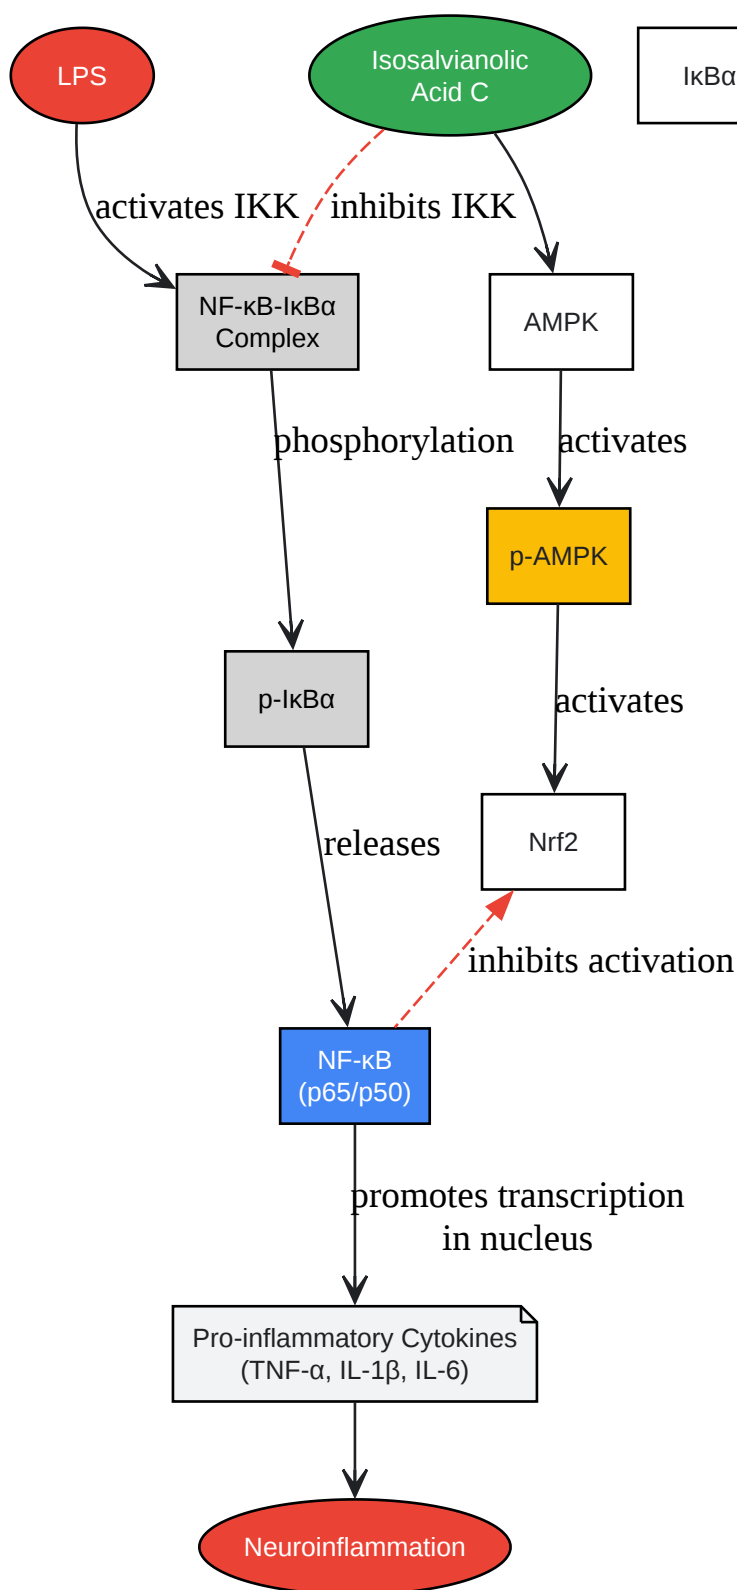 LPS
Isosalvianolic
Acid C
IκBα
activates IKK
inhibits IKK
NF-κB-IκBα
Complex
AMPK
phosphorylation
activates
p-AMPK
p-IκBα
activates
releases
Nrf2
inhibits activation
NF-κB
(p65/p50)
promotes transcription
in nucleus
Pro-inflammatory Cytokines
(TNF-α, IL-1β, IL-6)
Neuroinflammation